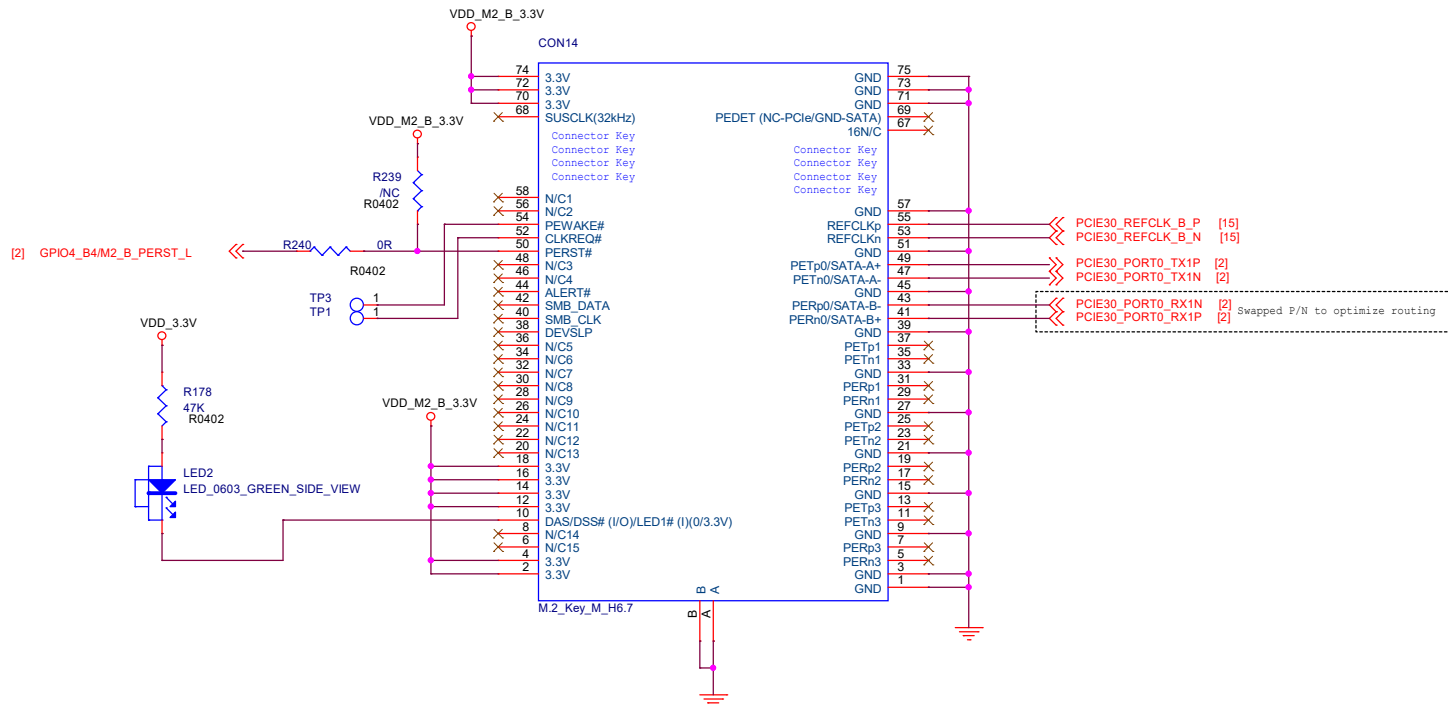 VDD_M2_B_3.3V
CON14
74 3.3V GND 75
72 3.3V GND 73
70 3.3V GND 71
68 SUSCLK(32kHz) PEDET (NC-PCIe/GND-SATA) 69
16N/C 67
VDD_M2_B_3.3V
Connector Key
Connector Key Connector Key
Connector Key Connector Key
Connector Key Connector Key
Connector Key
R239
/NC
R0402
58 N/C1
56 N/C2 GND 57
54 PEWAKE# REFCLKp 55 PCIE30_REFCLK_B_P [15]
52 CLKREQ# REFCLKn 53 PCIE30_REFCLK_B_N [15]
[2] GPIO4_B4/M2_B_PERST_L R240 0R 50 PERST# GND 51
R0402
48 N/C3 PETp0/SATA-A+ 49 PCIE30_PORT0_TX1P [2]
46 N/C4 PETn0/SATA-A- 47 PCIE30_PORT0_TX1N [2]
44 ALERT# GND 45
TP3 1 42 SMB_DATA PERp0/SATA-B- 43 PCIE30_PORT0_RX1N [2] Swapped P/N to optimize routing
TP1 1 40 SMB_CLK PERn0/SATA-B+ 41 PCIE30_PORT0_RX1P [2]
VDD_3.3V
38 DEVSLP GND 39
36 N/C5 PETp1 37
34 N/C6 PETn1 35
32 N/C7 GND 33
30 N/C8 PERp1 31
R178
47K
R0402
28 N/C9 PERn1 29
VDD_M2_B_3.3V
26 N/C10 GND 27
24 N/C11 PETp2 25
22 N/C12 PETn2 23
20 N/C13 GND 21
18 3.3V PERp2 19
LED2
LED_0603_GREEN_SIDE_VIEW
16 3.3V PERn2 17
14 3.3V GND 15
12 3.3V PETp3 13
10 DAS/DSS# (I/O)/LED1# (I)(0/3.3V) PETn3 11
8 N/C14 GND 9
6 N/C15 PERp3 7
4 3.3V PERn3 5
2 3.3V GND 3
GND 1
B A
M.2_Key_M_H6.7
B A